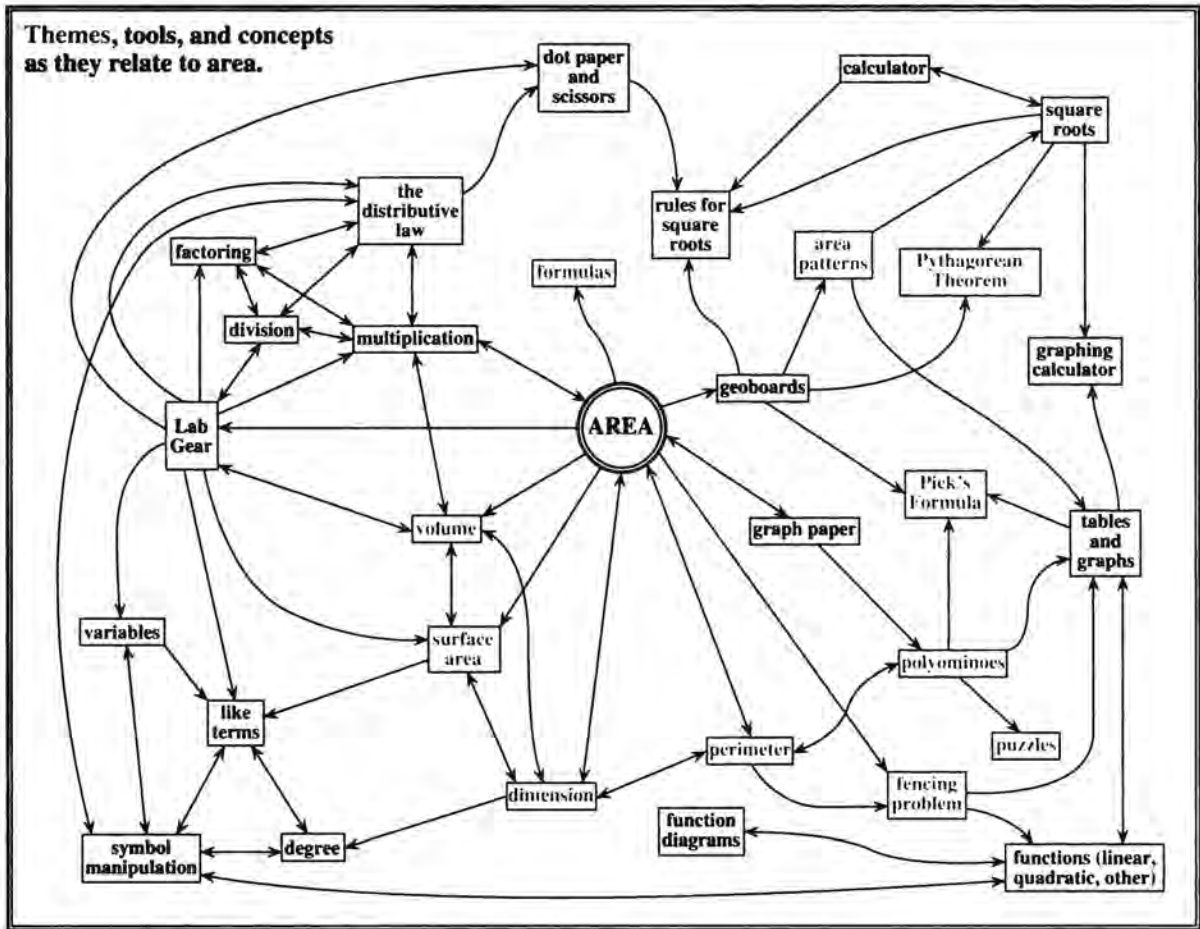 Themes, tools, and concepts
as they relate to area.
dot paper
and
scissors
calculator
square
roots
the
distributive
law
rules for
square
roots
factoring
area
patterns
Pythagorean
Theorem
formulas
division
multiplication
graphing
calculator
geoboards
Lab
Gear
AREA
Pick's
Formula
volume
graph paper
tables
and
graphs
variables
surface
area
polyominoes
like
terms
perimeter
puzzles
dimension
fencing
problem
function
diagrams
symbol
manipulation
degree
functions (linear,
quadratic, other)